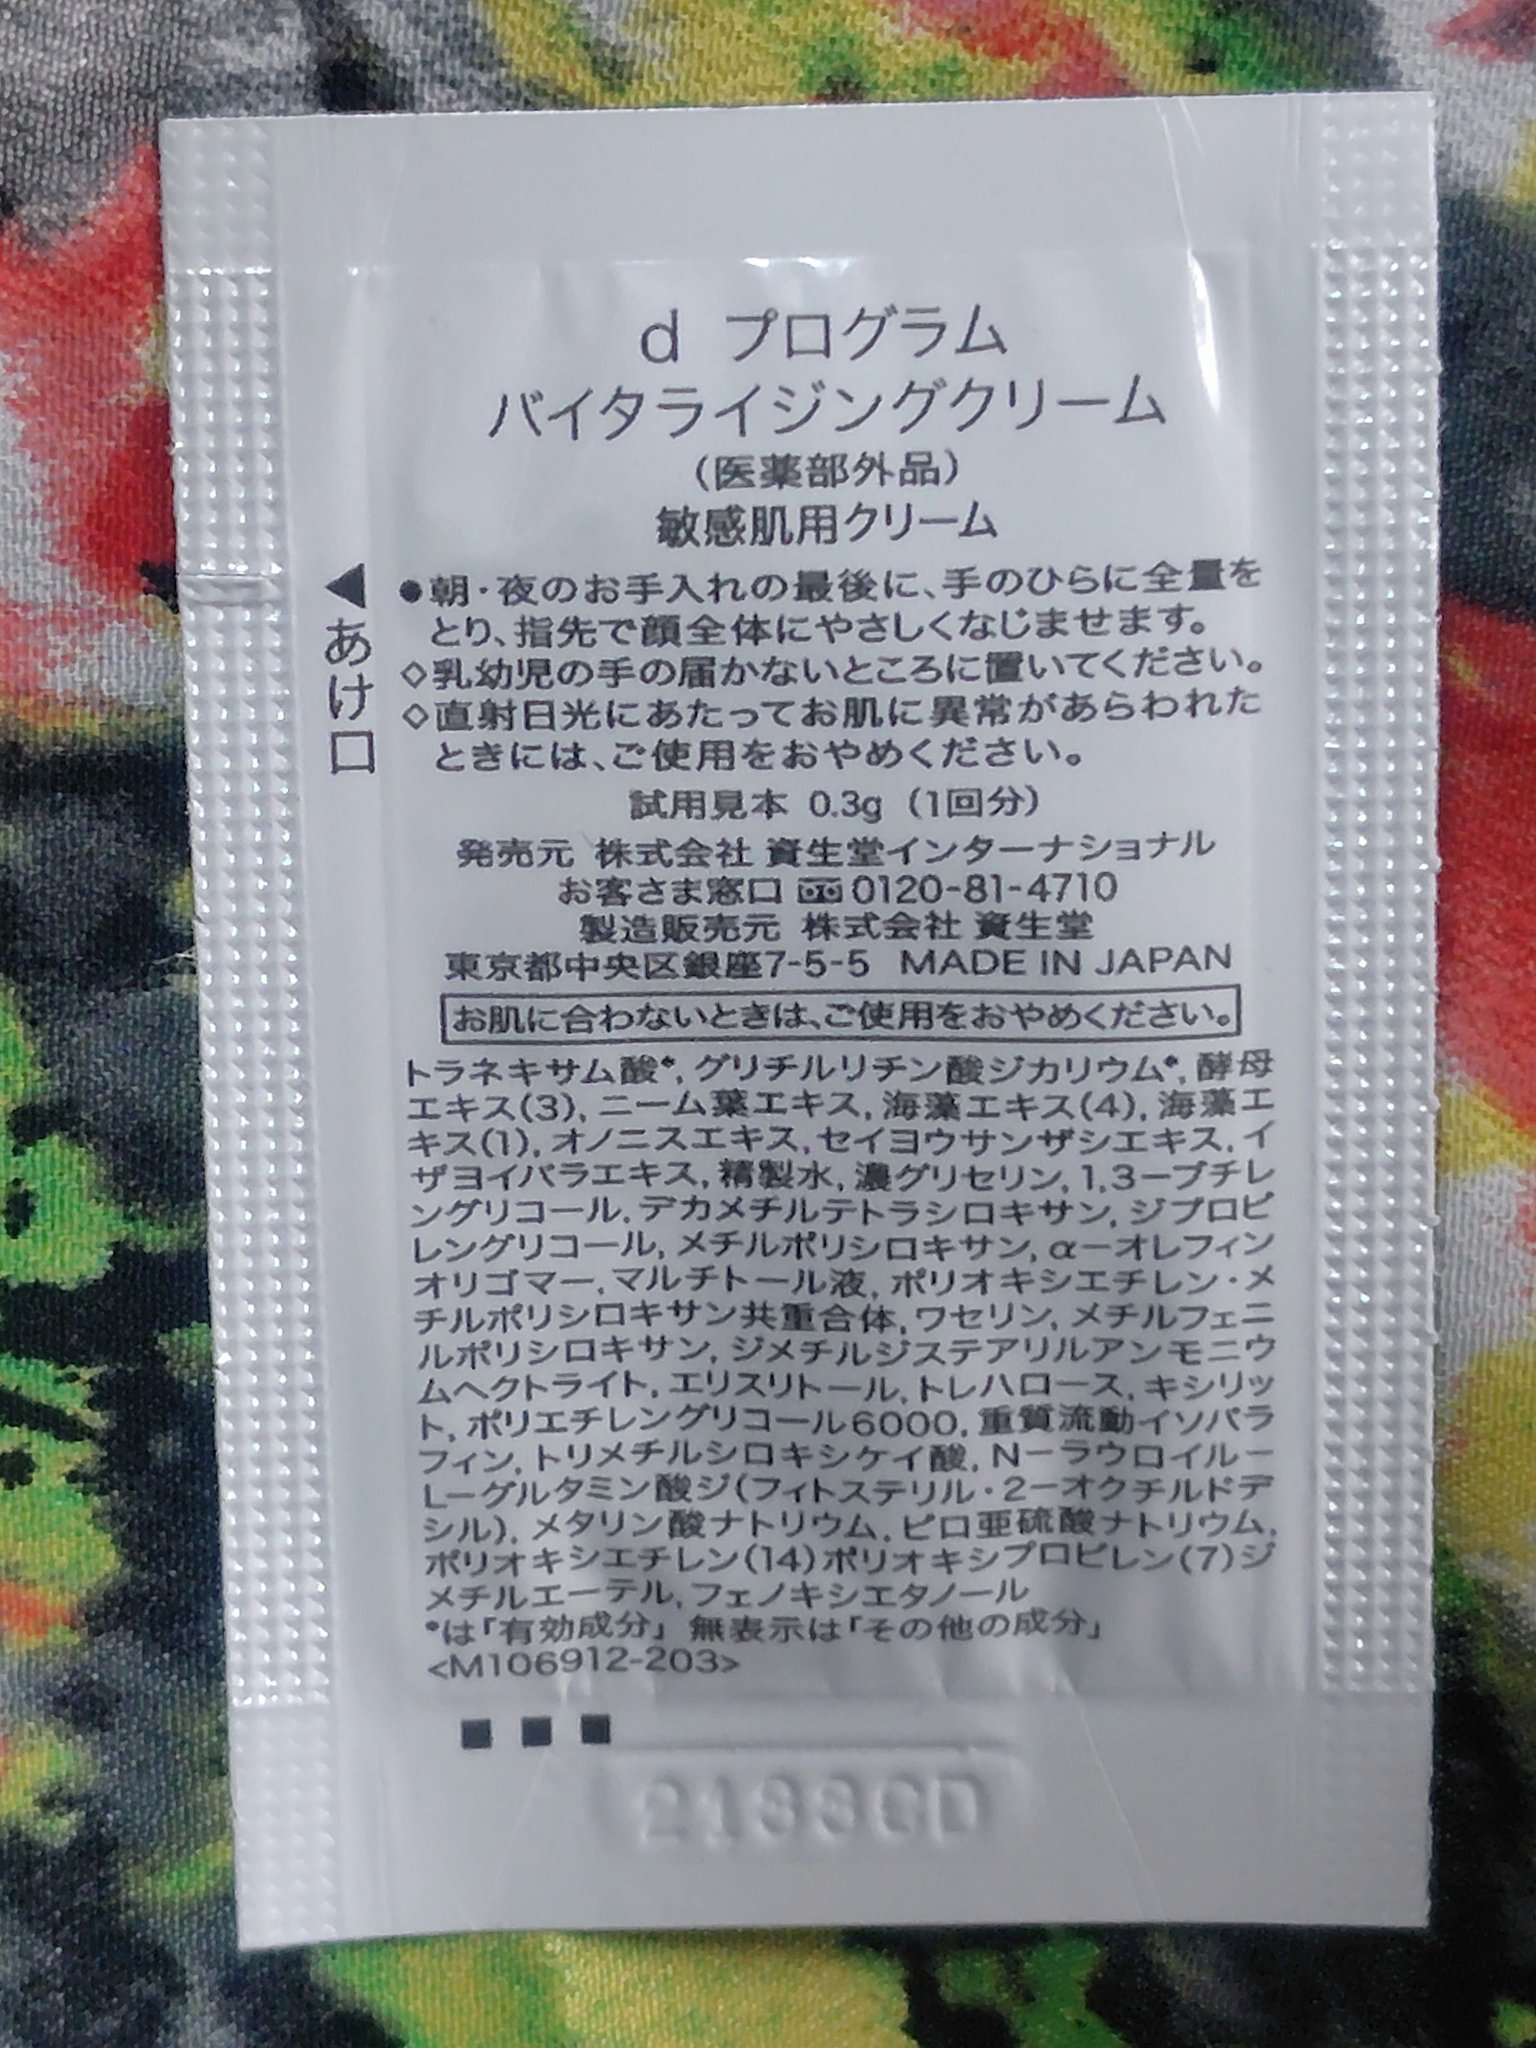 d プログラム
バイタライジングクリーム
(医薬部外品)
敏感肌用クリーム
◀あけ口
●朝・夜のお手入れの最後に、手のひらに全量を
とり、指先で顔全体にやさしくなじませます。
◇乳幼児の手の届かないところに置いてください。
◇直射日光にあたってお肌に異常があらわれた
ときには、ご使用をおやめください。
試用見本 0.3g (1回分)
発売元 株式会社 資生堂インターナショナル
お客さま窓口 0120-81-4710
製造販売元 株式会社 資生堂
東京都中央区銀座7-5-5 MADE IN JAPAN
お肌に合わないときは、ご使用をおやめください。
トラネキサム酸*, グリチルリチン酸ジカリウム*, 酵母
エキス(3), ニーム葉エキス, 海藻エキス(4), 海藻エ
キス(1), オノニスエキス, セイヨウサンザシエキス, イ
ザヨイバラエキス, 精製水, 濃グリセリン, 1,3-ブチレ
ングリコール, デカメチルテトラシロキサン, ジプロピ
レングリコール, メチルポリシロキサン, α-オレフィン
オリゴマー, マルチトール液, ポリオキシエチレン・メ
チルポリシロキサン共重合体, ワセリン, メチルフェニ
ルポリシロキサン, ジメチルジステアリルアンモニウ
ムヘクトライト, エリスリトール, トレハロース, キシリッ
ト, ポリエチレングリコール6000, 重質流動イソパラ
フィン, トリメチルシロキシケイ酸, N-ラウロイル-
L-グルタミン酸ジ(フィトステリル・2-オクチルドデ
シル), メタリン酸ナトリウム, ピロ亜硫酸ナトリウム,
ポリオキシエチレン(14)ポリオキシプロピレン(7)ジ
メチルエーテル, フェノキシエタノール
*は「有効成分」 無表示は「その他の成分」
<M106912-203>